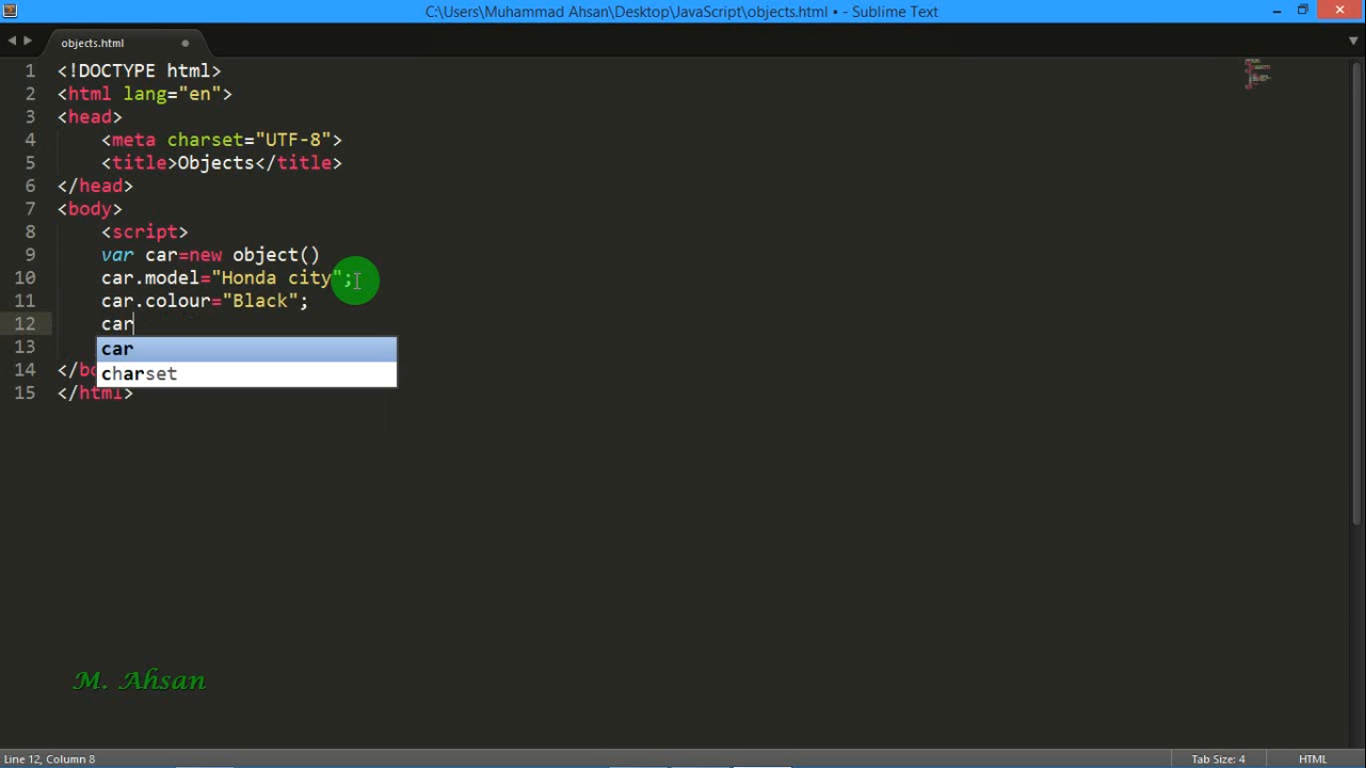 C:\Users\Muhammad Ahsan\Desktop\JavaScript\objects.html • - Sublime Text
objects.html
1 <!DOCTYPE html>
2 <html lang="en">
3 <head>
4 <meta charset="UTF-8">
5 <title>Objects</title>
6 </head>
7 <body>
8 <script>
9 var car=new object()
10 car.model="Honda city";
11 car.colour="Black";
12 car
13 car
14 </bo
charset
15 </html>
M. Ahsan
Line 12, Column 8
Tab Size: 4
HTML